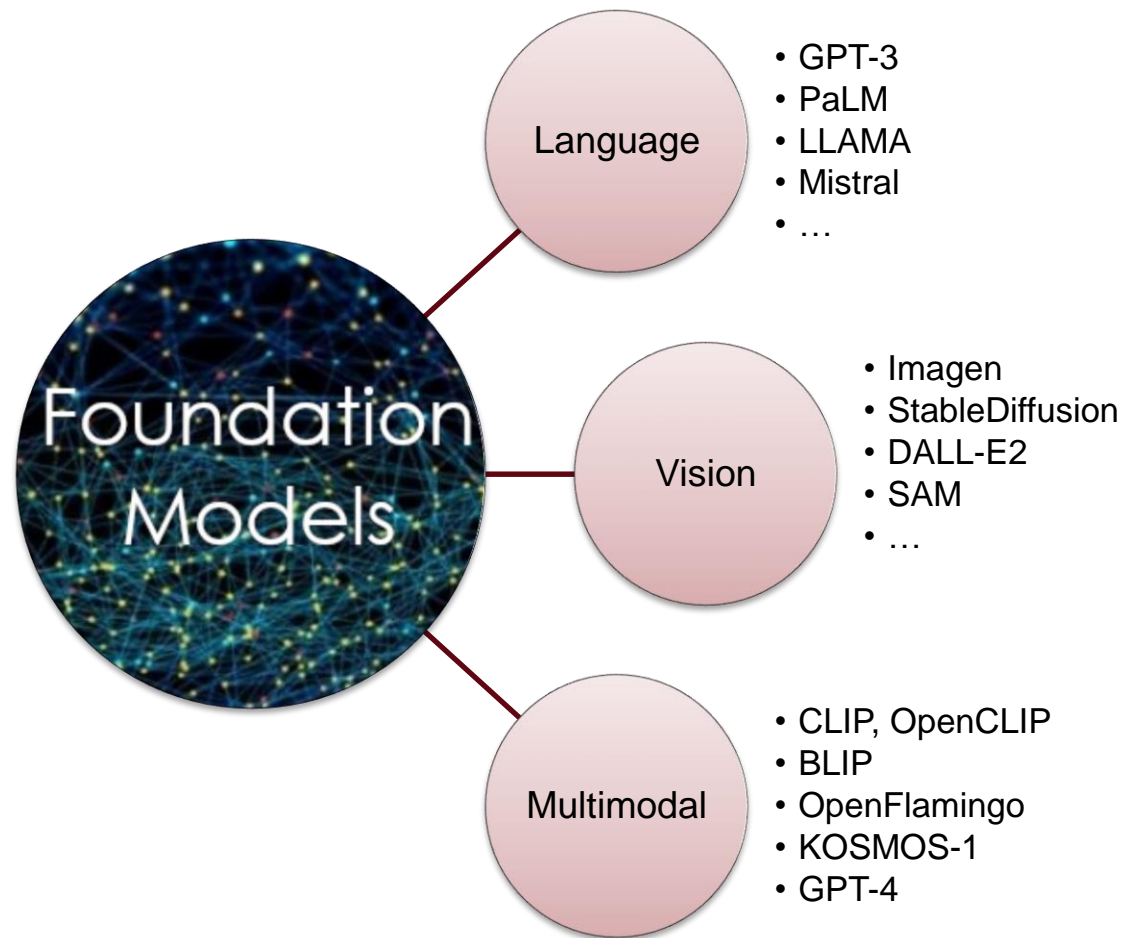 Foundation
Models
Language
• GPT-3
• PaLM
• LLAMA
• Mistral
• …
Vision
• Imagen
• StableDiffusion
• DALL-E2
• SAM
• …
Multimodal
• CLIP, OpenCLIP
• BLIP
• OpenFlamingo
• KOSMOS-1
• GPT-4